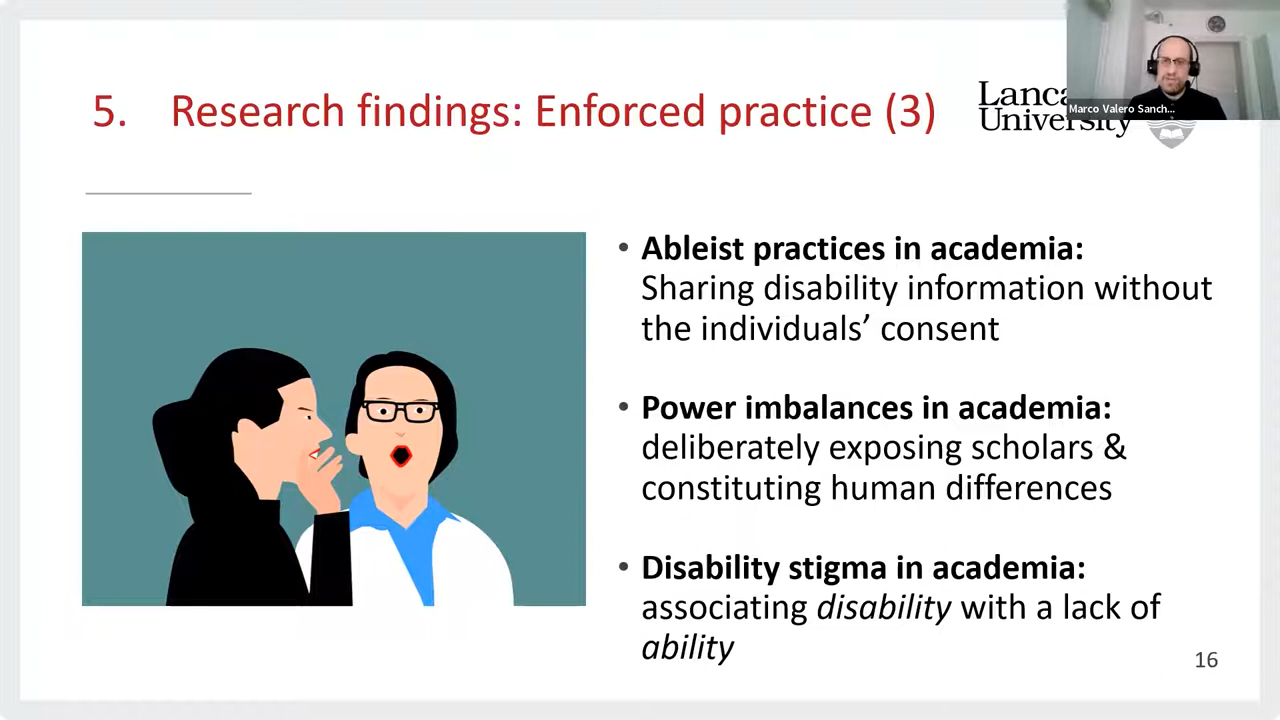 5. Research findings: Enforced practice (3)
Lanca
University
Marco Valero Sanch...
• Ableist practices in academia:
Sharing disability information without
the individuals’ consent
• Power imbalances in academia:
deliberately exposing scholars &
constituting human differences
• Disability stigma in academia:
associating disability with a lack of
ability
16